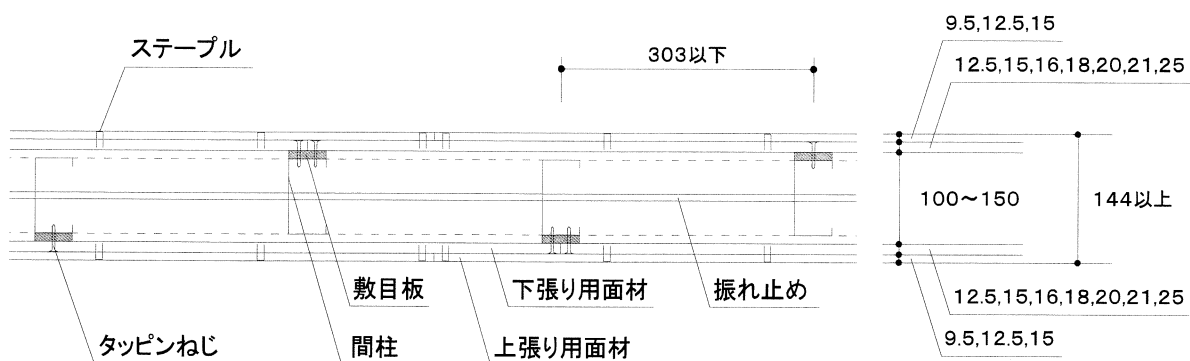 ステープル
303以下
9.5,12.5,15
12.5,15,16,18,20,21,25
100～150
144以上
敷目板
下張り用面材
振れ止め
12.5,15,16,18,20,21,25
タッピンねじ
間柱
上張り用面材
9.5,12.5,15